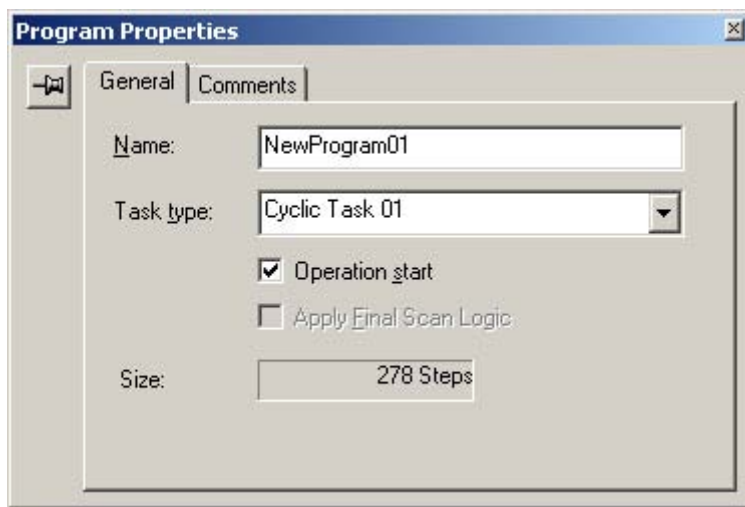 Program Properties
General Comments
Name: NewProgram01
Task type: Cyclic Task 01
Operation start
Apply Final Scan Logic
Size: 278 Steps